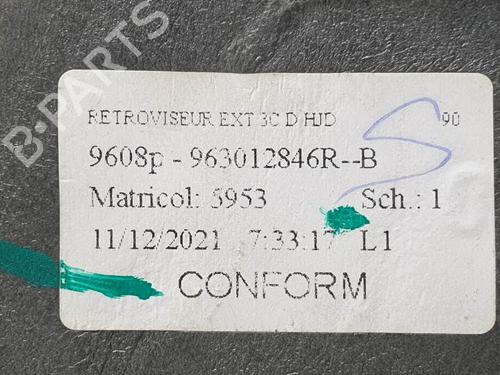 B-PARTS
RETROVISEUR EXT 3C D HJD 90
9608p - 963012846R--B
Matricol: 5953 Sch.: 1
11/12/2021 7:33:17 L1
CONFORM